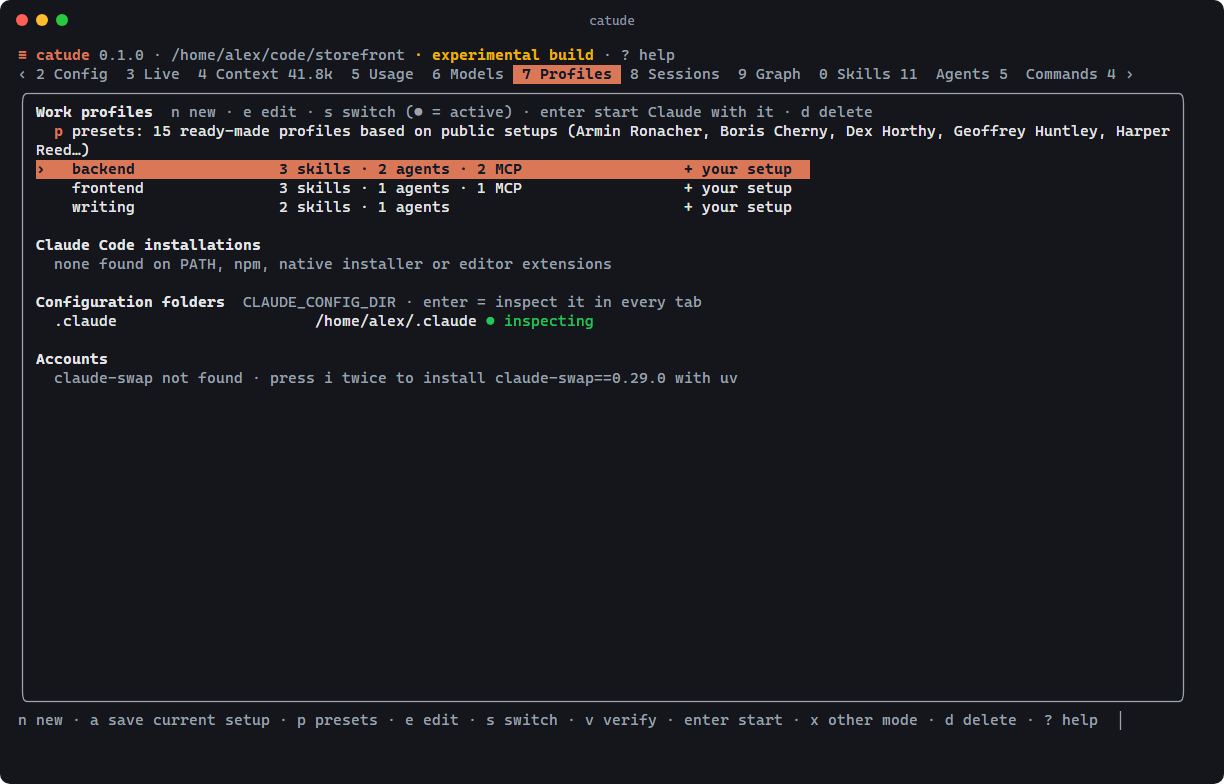 catude
≡ catude 0.1.0 · /home/alex/code/storefront · experimental build · ? help
‹ 2 Config 3 Live 4 Context 41.8k 5 Usage 6 Models 7 Profiles 8 Sessions 9 Graph 0 Skills 11 Agents 5 Commands 4 ›
Work profiles n new · e edit · s switch (● = active) · enter start Claude with it · d delete
p presets: 15 ready-made profiles based on public setups (Armin Ronacher, Boris Cherny, Dex Horthy, Geoffrey Huntley, Harper
Reed…)
› backend 3 skills · 2 agents · 2 MCP + your setup
frontend 3 skills · 1 agents · 1 MCP + your setup
writing 2 skills · 1 agents + your setup
Claude Code installations
none found on PATH, npm, native installer or editor extensions
Configuration folders CLAUDE_CONFIG_DIR · enter = inspect it in every tab
.claude /home/alex/.claude ● inspecting
Accounts
claude-swap not found · press i twice to install claude-swap==0.29.0 with uv
n new · a save current setup · p presets · e edit · s switch · v verify · enter start · x other mode · d delete · ? help